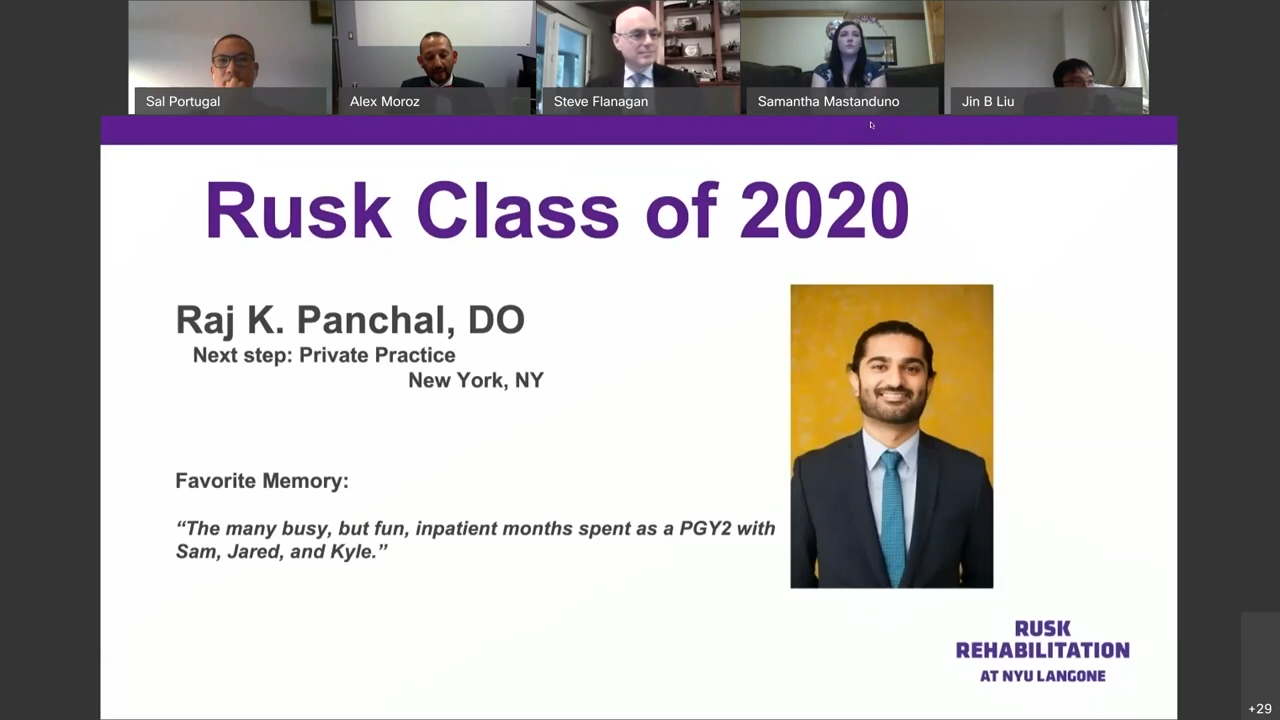 Sal Portugal
Alex Moroz
Steve Flanagan
Samantha Mastanduno
Jin B Liu
Rusk Class of 2020
Raj K. Panchal, DO
Next step: Private Practice
New York, NY
Favorite Memory:
“The many busy, but fun, inpatient months spent as a PGY2 with
Sam, Jared, and Kyle.”
RUSK
REHABILITATION
AT NYU LANGONE
+29